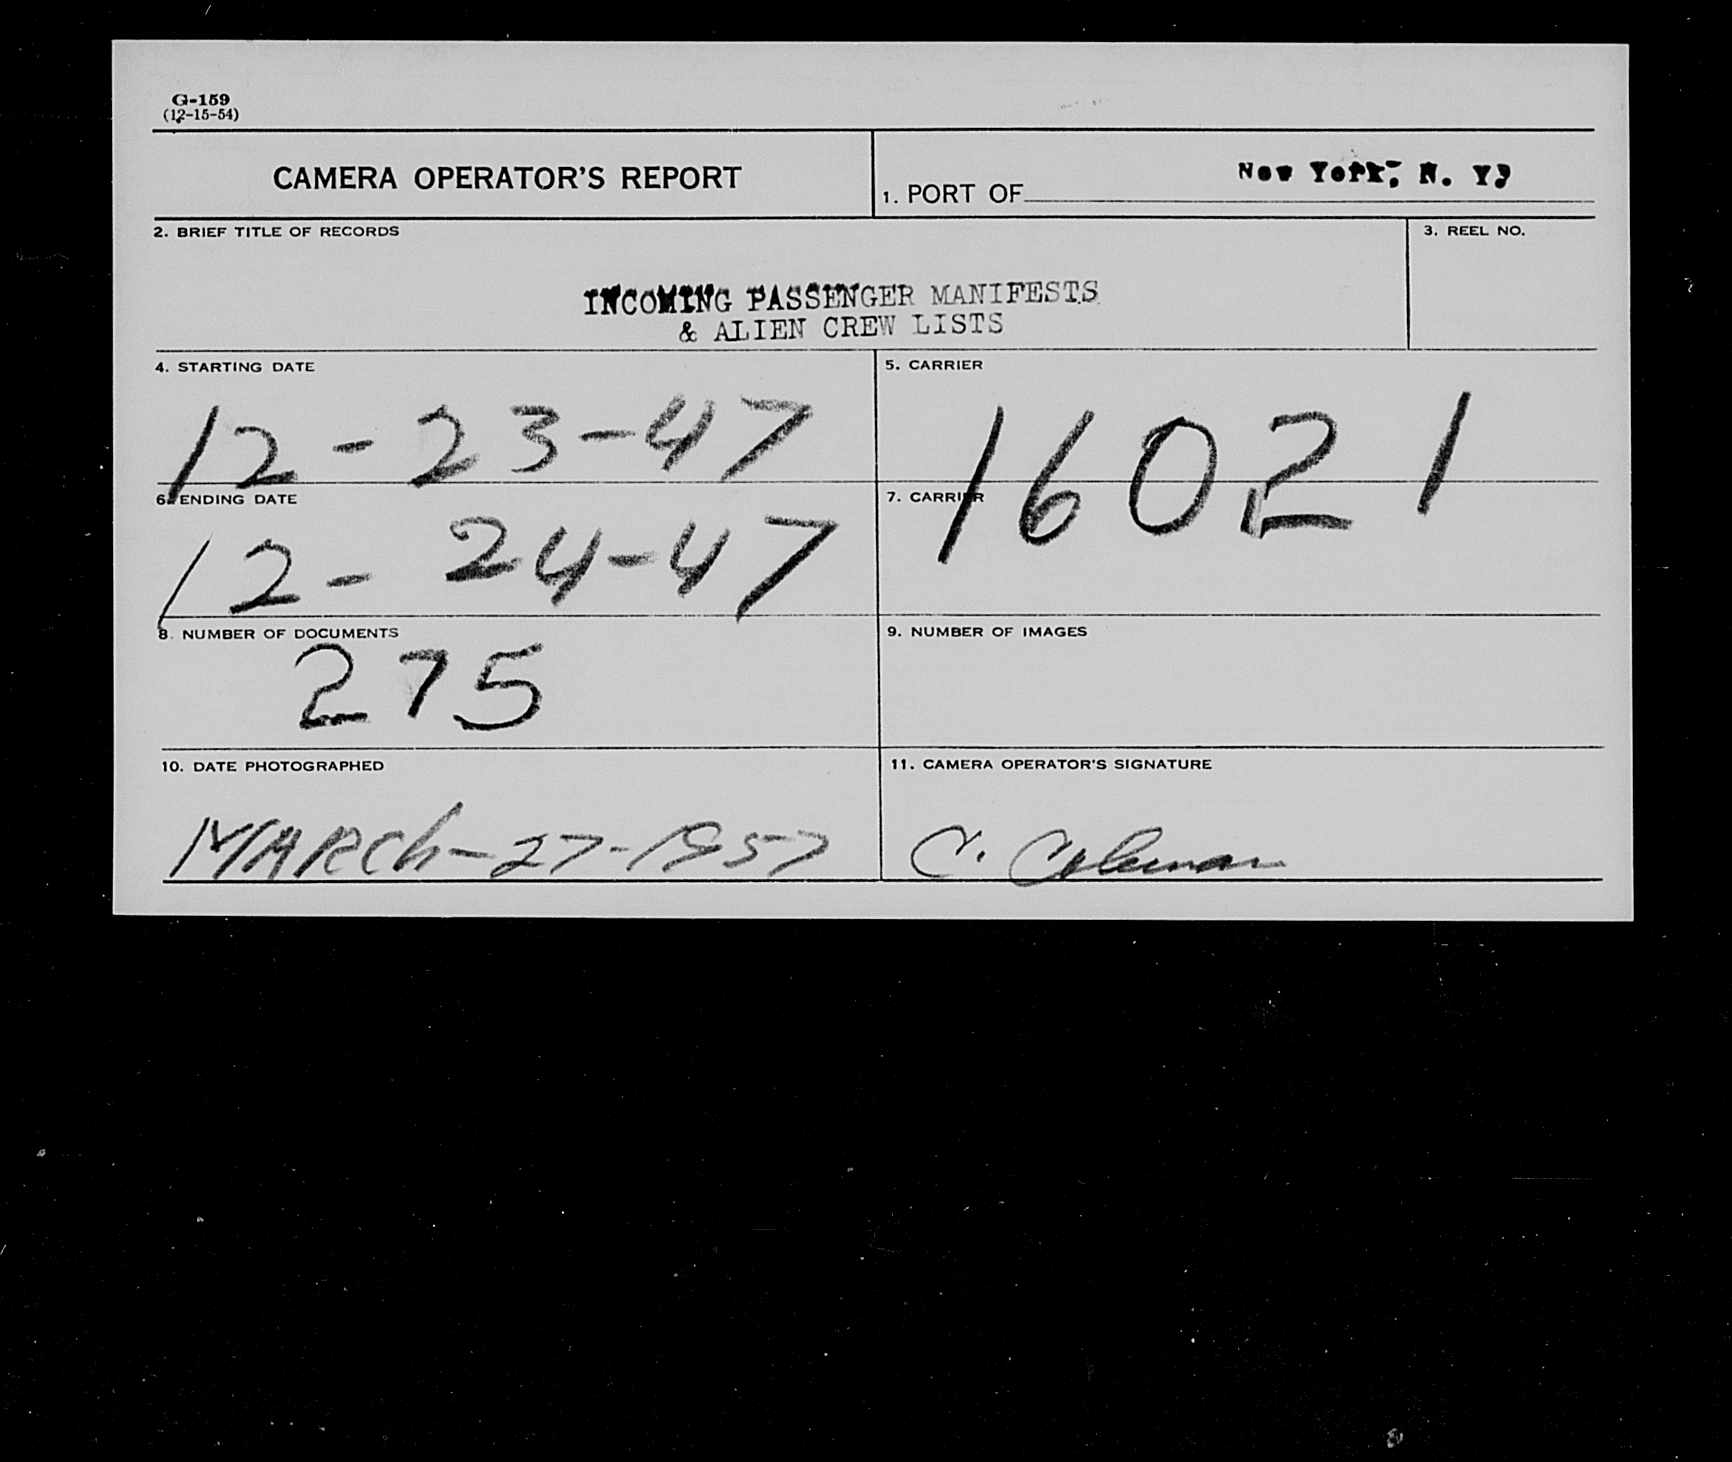 G-159
(12-15-54)
CAMERA OPERATOR'S REPORT
1. PORT OF New York, N. Y.
2. BRIEF TITLE OF RECORDS
3. REEL NO.
INCOMING PASSENGER MANIFESTS
& ALIEN CREW LISTS
4. STARTING DATE
5. CARRIER
12-23-47
16021
6. ENDING DATE
7. CARRIER
12-24-47
8. NUMBER OF DOCUMENTS
9. NUMBER OF IMAGES
275
10. DATE PHOTOGRAPHED
11. CAMERA OPERATOR'S SIGNATURE
MARCh-27-1957
C. Coleman